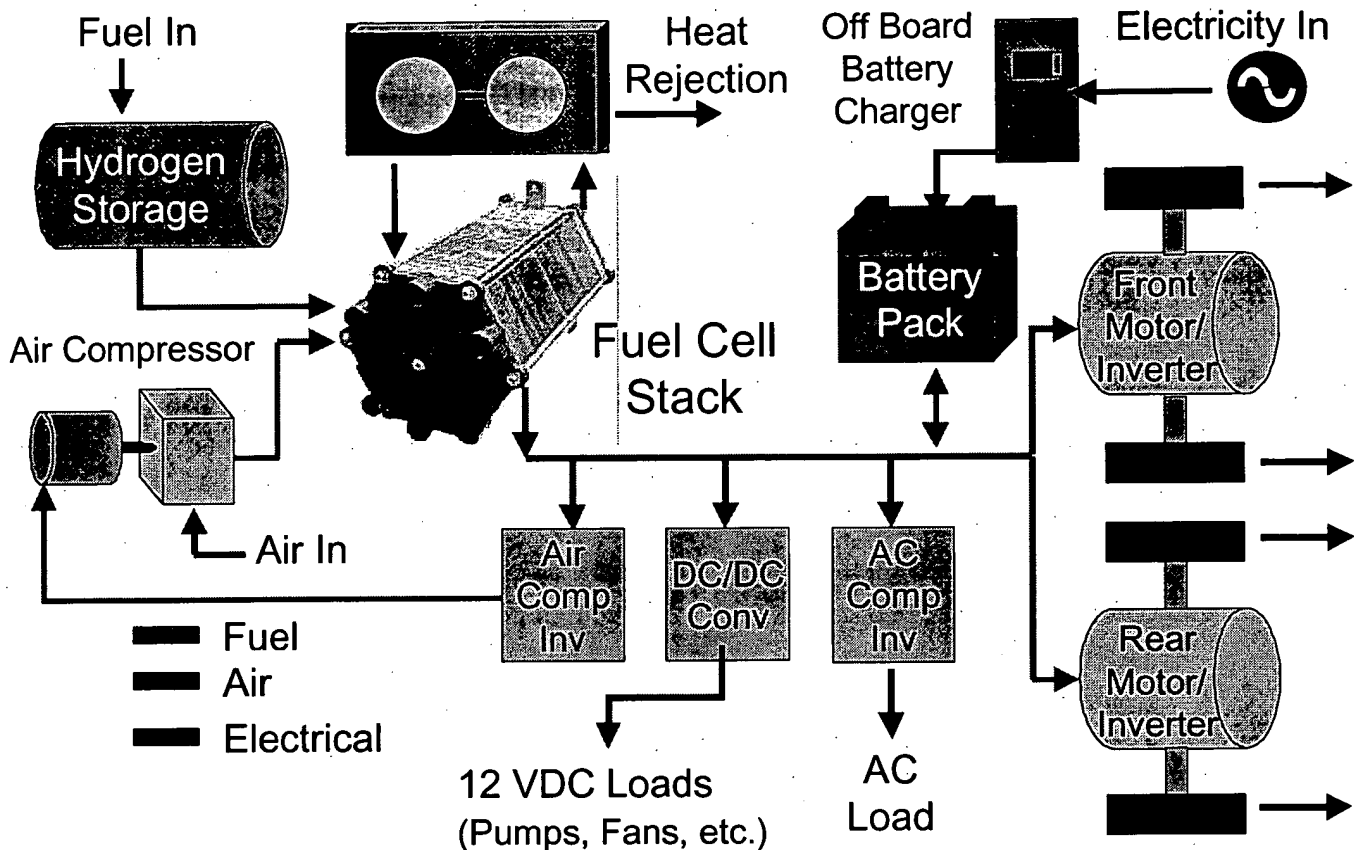 Fuel In
Heat
Rejection
Off Board
Battery
Charger
Electricity In
Hydrogen
Storage
Battery
Pack
Front
Motor/
Inverter
Air Compressor
Fuel Cell
Stack
Air In
Air
Comp
Inv
DC/DC
Conv
AC
Comp
Inv
Rear
Motor/
Inverter
Fuel
Air
Electrical
12 VDC Loads
(Pumps, Fans, etc.)
AC
Load